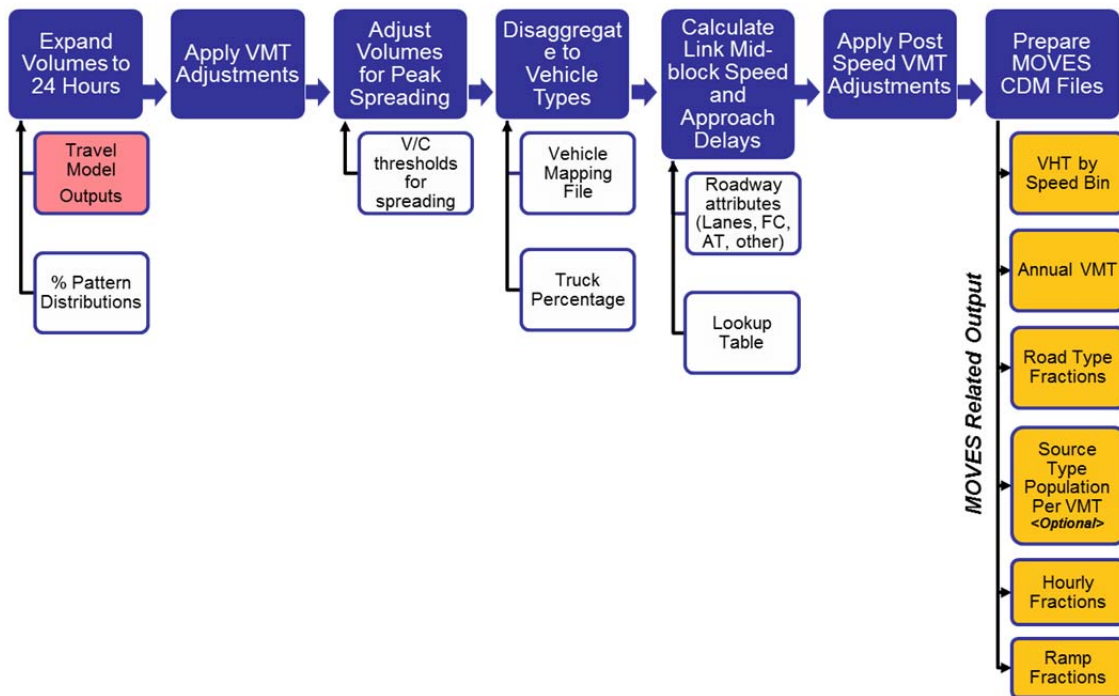 Expand
Volumes to
24 Hours
Apply VMT
Adjustments
Adjust
Volumes
for Peak
Spreading
Disaggregat
e to
Vehicle
Types
Calculate
Link Mid-
block Speed
and
Approach
Delays
Apply Post
Speed VMT
Adjustments
Prepare
MOVES
CDM Files
Travel
Model
Outputs
% Pattern
Distributions
V/C
thresholds
for
spreading
Vehicle
Mapping
File
Truck
Percentage
Roadway
attributes
(Lanes, FC,
AT, other)
Lookup
Table
MOVES Related Output
VHT by
Speed Bin
Annual VMT
Road Type
Fractions
Source
Type
Population
Per VMT
<Optional>
Hourly
Fractions
Ramp
Fractions